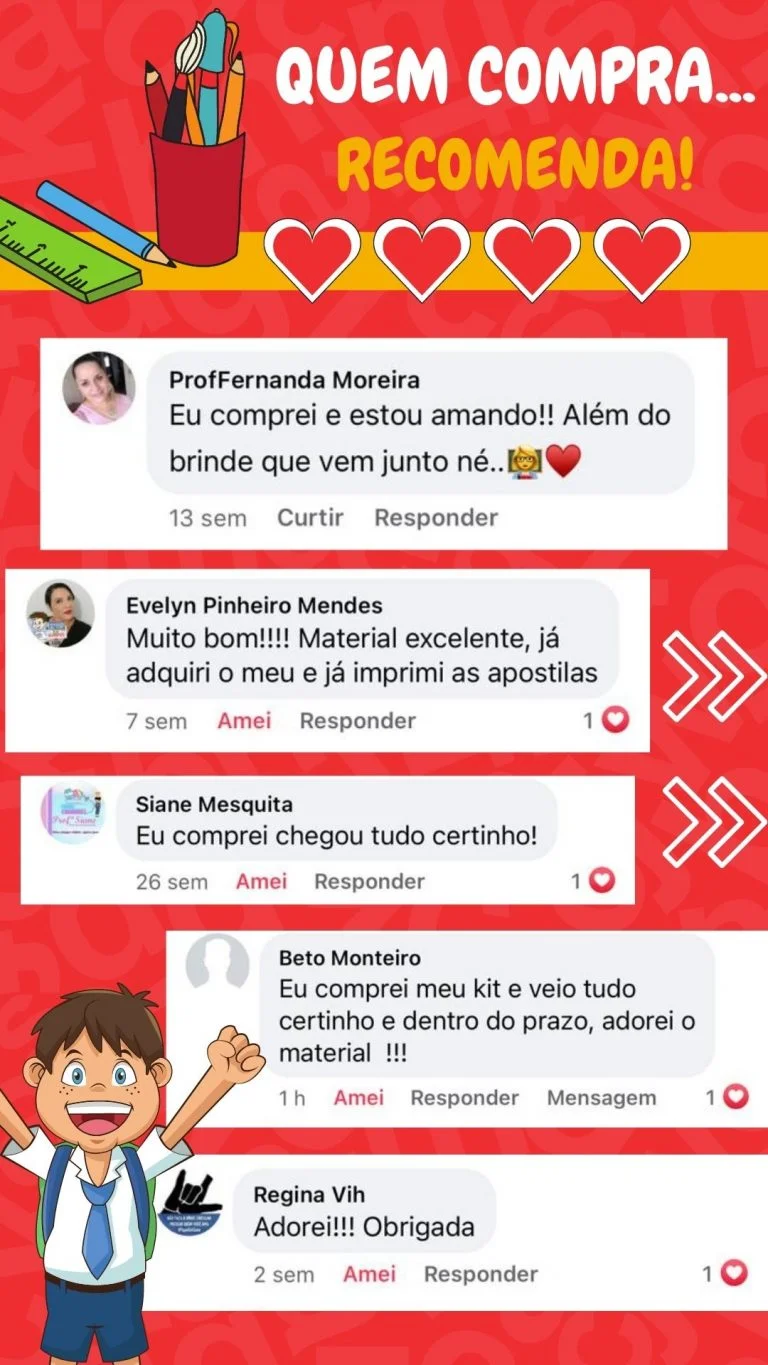 QUEM COMPRA...
RECOMENDA!
ProfFernanda Moreira
Eu comprei e estou amando!! Além do
brinde que vem junto né..👩‍🏫♥️
13 sem Curtir Responder
Evelyn Pinheiro Mendes
Muito bom!!!! Material excelente, já
adquiri o meu e já imprimi as apostilas
7 sem Amei Responder 1
Siane Mesquita
Eu comprei chegou tudo certinho!
26 sem Amei Responder 1
Beto Monteiro
Eu comprei meu kit e veio tudo
certinho e dentro do prazo, adorei o
material !!!
1 h Amei Responder Mensagem 1
Regina Vih
Adorei!!! Obrigada
2 sem Amei Responder 1